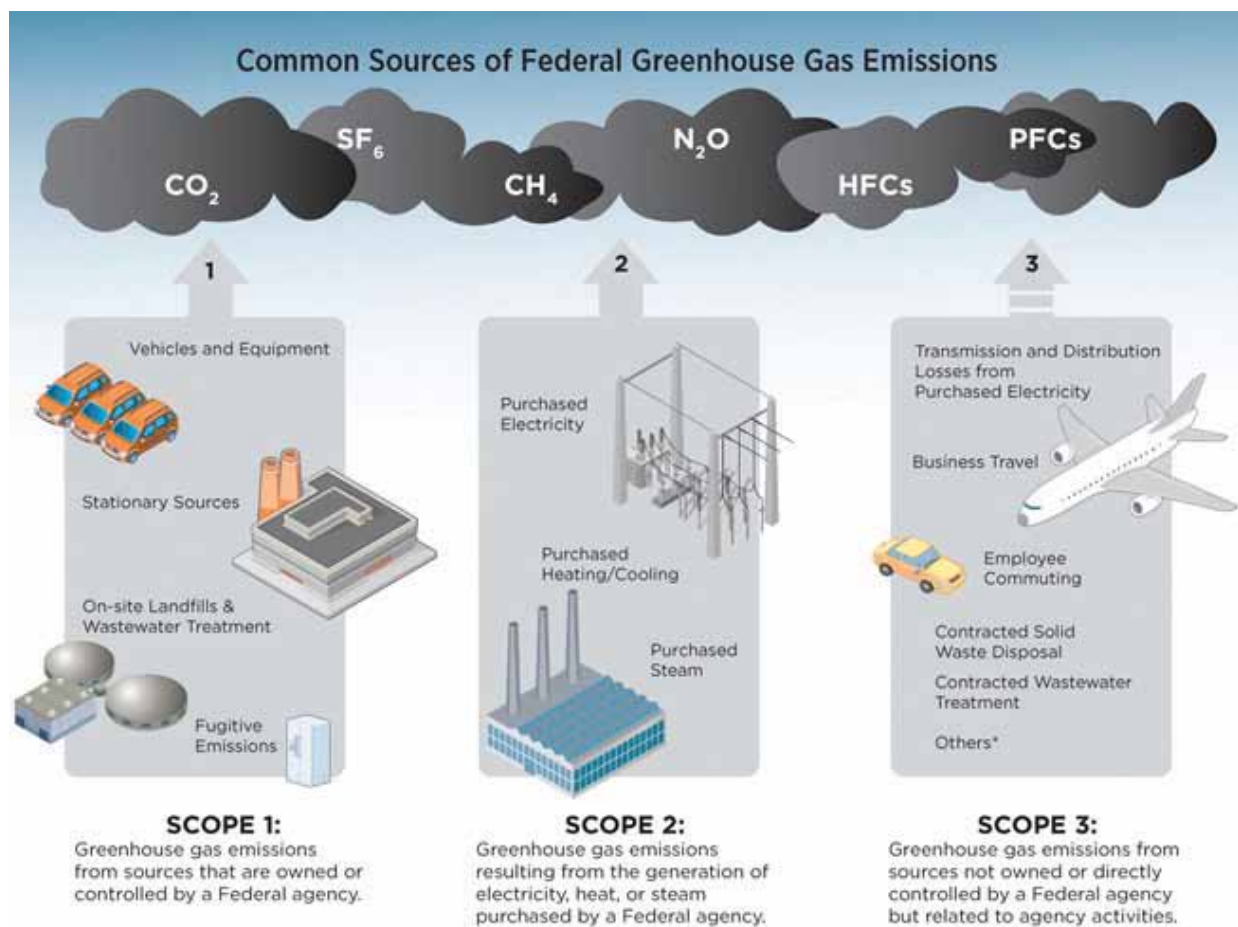 Common Sources of Federal Greenhouse Gas Emissions
CO₂
SF₆
CH₄
N₂O
HFCs
PFCs
1
Vehicles and Equipment
Stationary Sources
On-site Landfills &
Wastewater Treatment
Fugitive
Emissions
SCOPE 1:
Greenhouse gas emissions
from sources that are owned or
controlled by a Federal agency.
2
Purchased
Electricity
Purchased
Heating/Cooling
Purchased
Steam
SCOPE 2:
Greenhouse gas emissions
resulting from the generation of
electricity, heat, or steam
purchased by a Federal agency.
3
Transmission and Distribution
Losses from
Purchased Electricity
Business Travel
Employee
Commuting
Contracted Solid
Waste Disposal
Contracted Wastewater
Treatment
Others*
SCOPE 3:
Greenhouse gas emissions from
sources not owned or directly
controlled by a Federal agency
but related to agency activities.